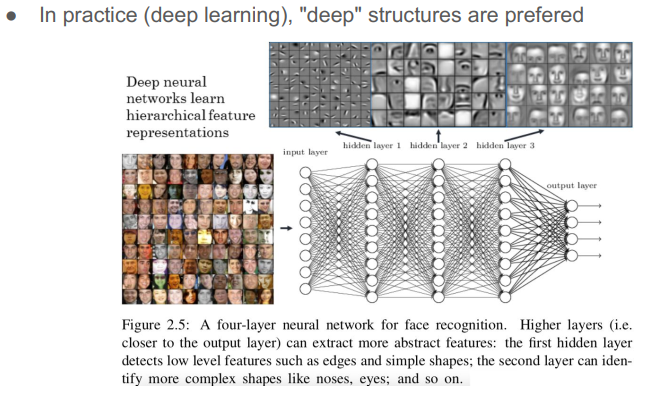 ● In practice (deep learning), "deep" structures are prefered
Deep neural
networks learn
hierarchical feature
representations
input layer
hidden layer 1 hidden layer 2 hidden layer 3
output layer
Figure 2.5: A four-layer neural network for face recognition. Higher layers (i.e.
closer to the output layer) can extract more abstract features: the first hidden layer
detects low level features such as edges and simple shapes; the second layer can iden-
tify more complex shapes like noses, eyes; and so on.